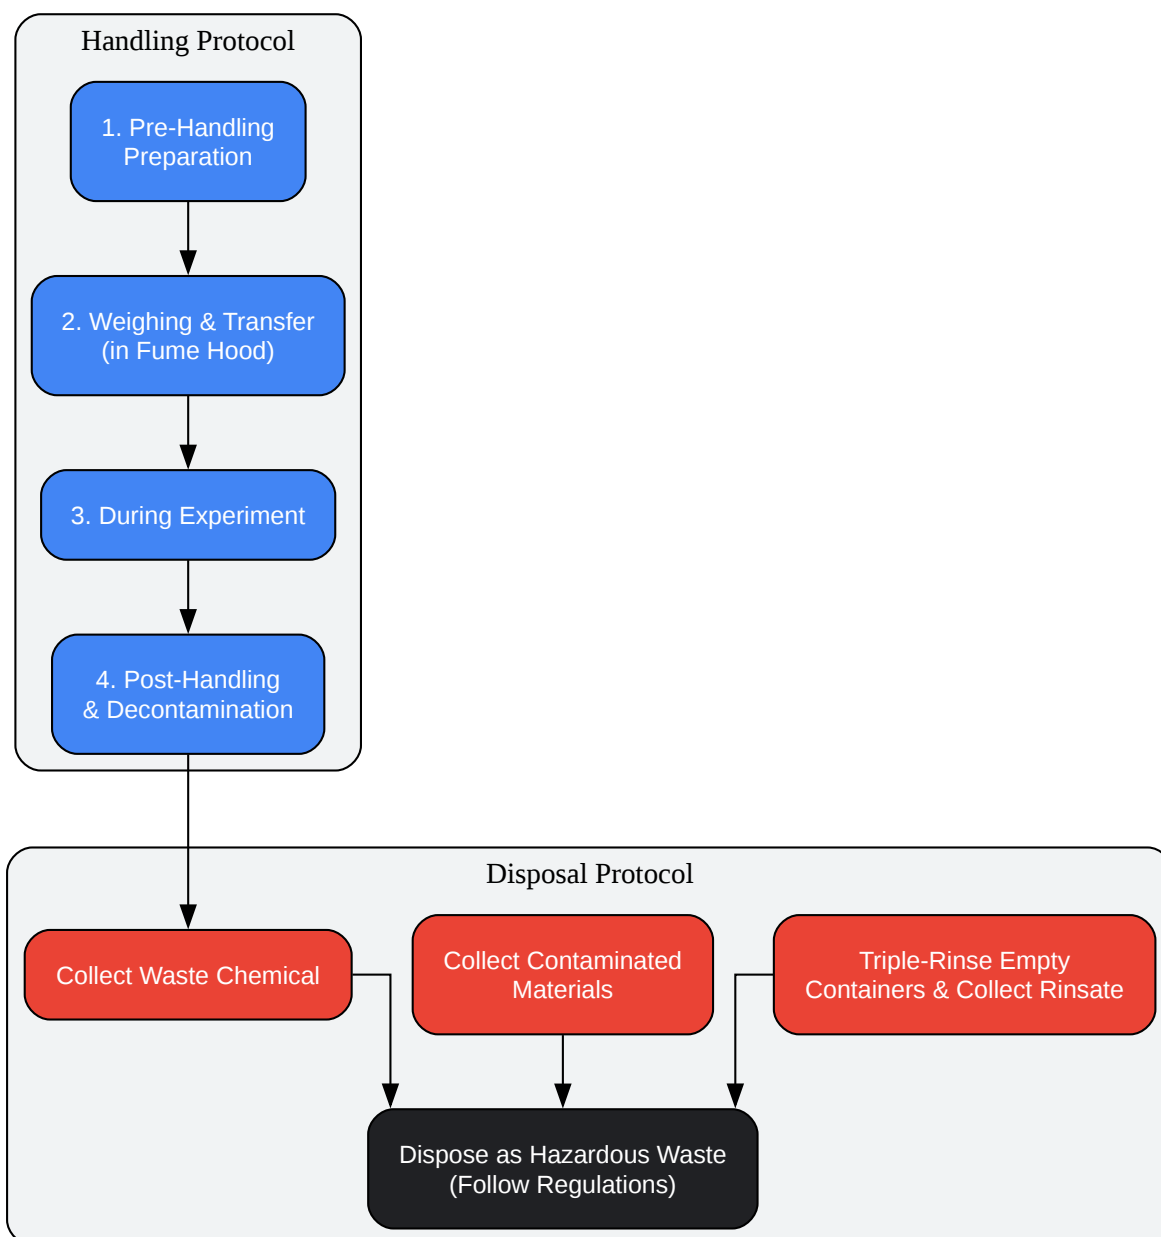 Handling Protocol
1. Pre-Handling
Preparation
2. Weighing & Transfer
(in Fume Hood)
3. During Experiment
4. Post-Handling
& Decontamination
Disposal Protocol
Collect Waste Chemical
Collect Contaminated
Materials
Triple-Rinse Empty
Containers & Collect Rinsate
Dispose as Hazardous Waste
(Follow Regulations)